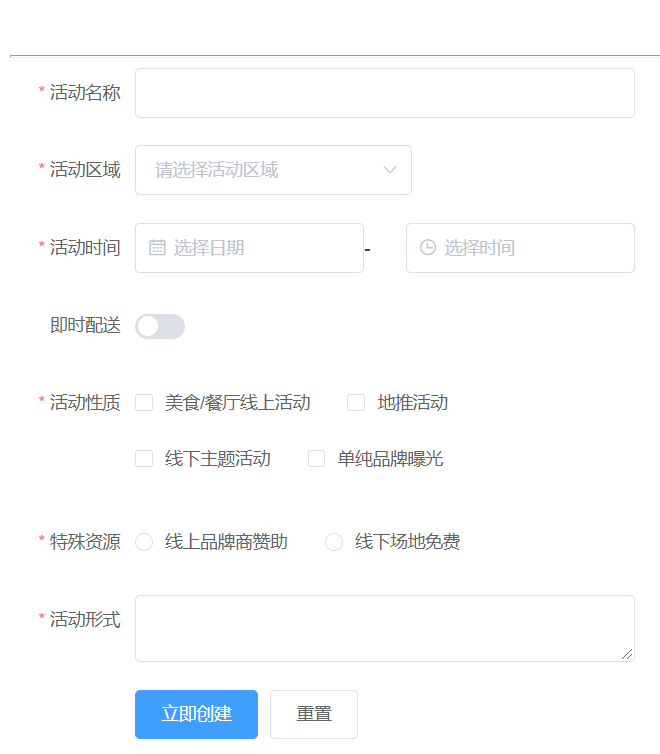 * 活动名称
* 活动区域 请选择活动区域
* 活动时间 选择日期 - 选择时间
即时配送
* 活动性质 美食/餐厅线上活动 地推活动
线下主题活动 单纯品牌曝光
* 特殊资源 线上品牌商赞助 线下场地免费
* 活动形式
立即创建 重置